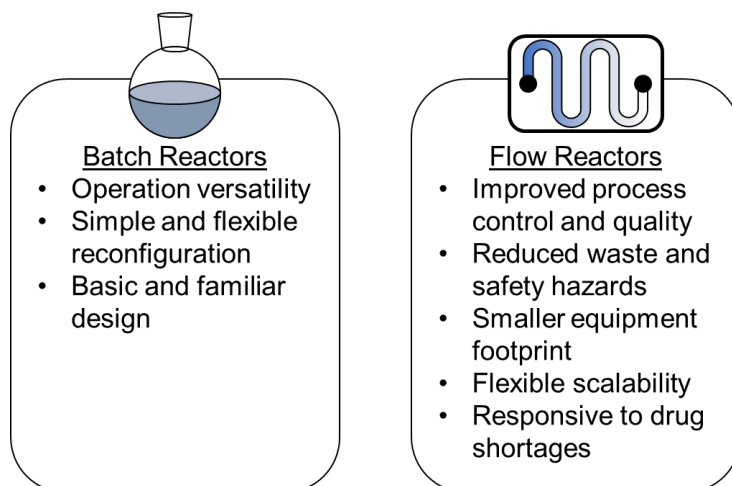 Batch Reactors
• Operation versatility
• Simple and flexible
reconfiguration
• Basic and familiar
design
Flow Reactors
• Improved process
control and quality
• Reduced waste and
safety hazards
• Smaller equipment
footprint
• Flexible scalability
• Responsive to drug
shortages